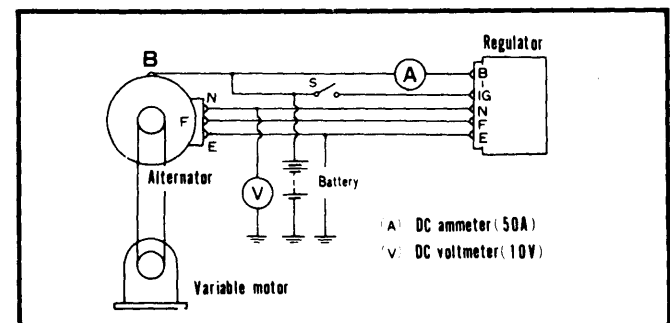 Regulator
B
A
B
S
IG
N
N
F
F
E
E
Alternator
Battery
V
(A) DC ammeter (50A)
(V) DC voltmeter (10V)
Variable motor